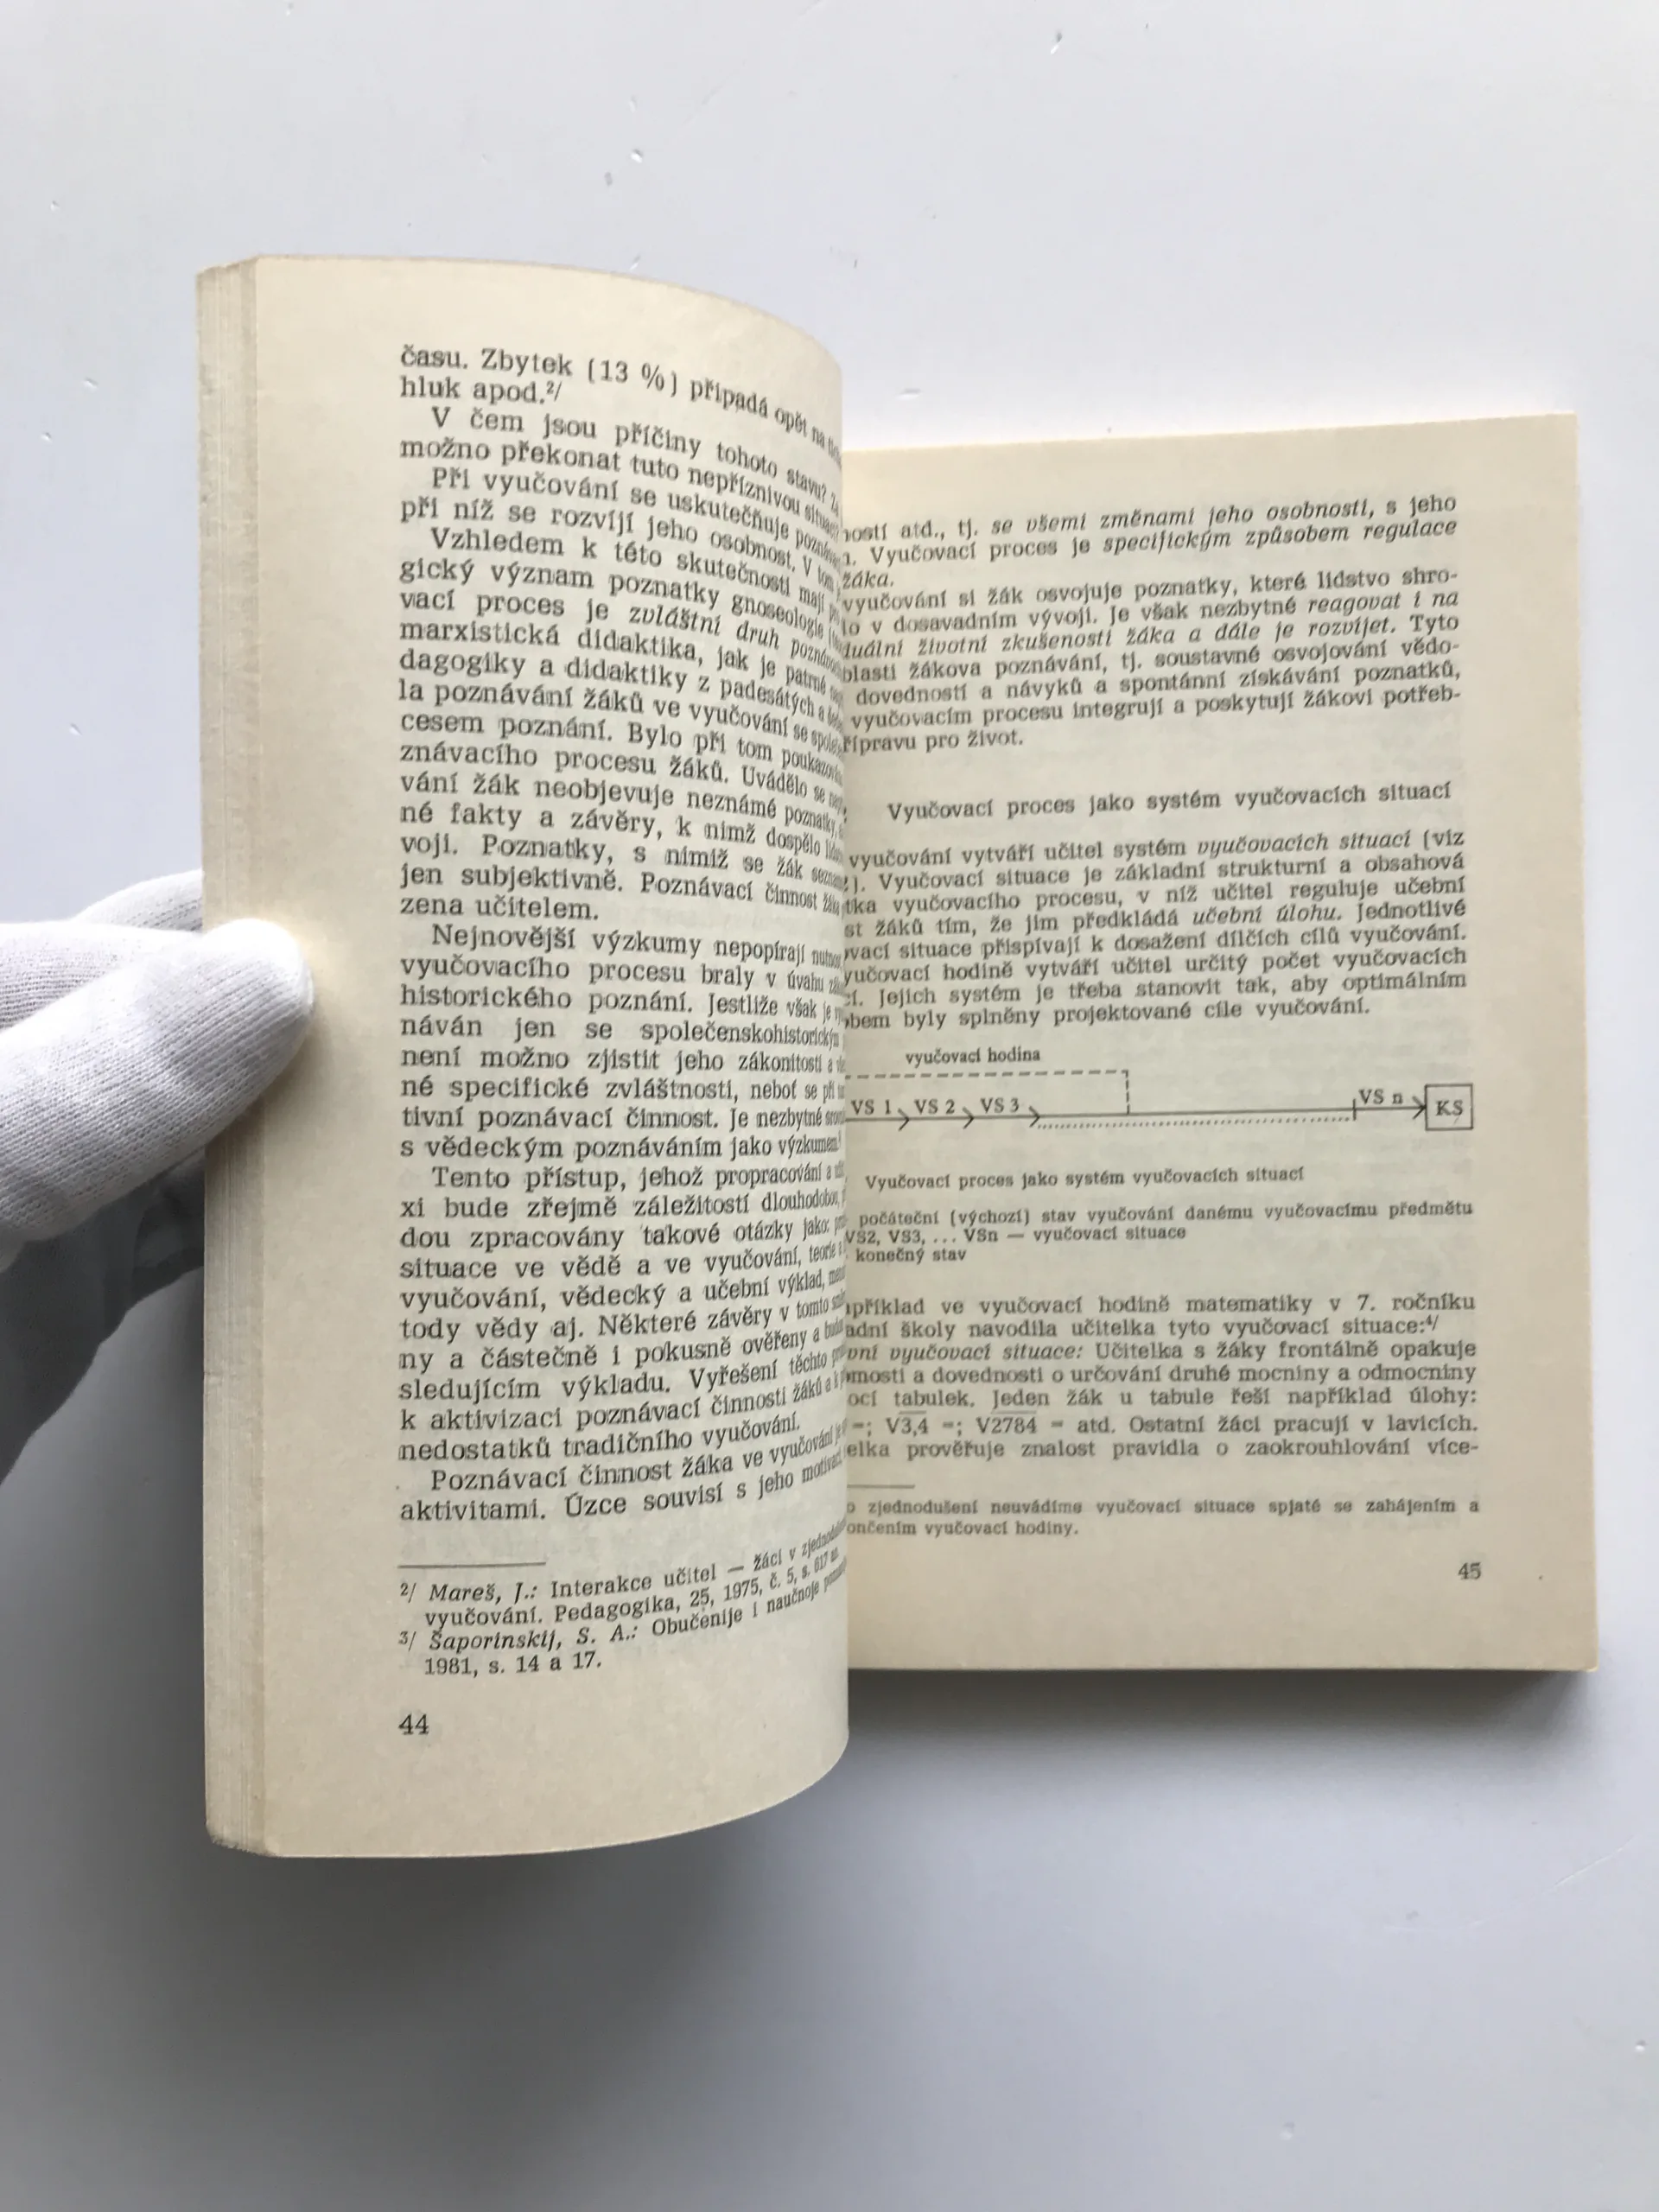 času. Zbytek (13 %) připadá opět na
hluk apod.²/
V čem jsou příčiny tohoto stavu?
možno překonat tuto nepříznivou
Při vyučování se uskutečňuje
při níž se rozvíjí jeho osobnost. V
Vzhledem k této skutečnosti mají
gický význam poznatky gnoseologie
vací proces je zvláštní druh
marxistická didaktika, jak je patrné
dagogiky a didaktiky z padesátých a
la poznávání žáků ve vyučování se
cesem poznání. Bylo při tom
znávacího procesu žáků. Uvádělo se
vání žák neobjevuje neznámé poznatky,
né fakty a závěry, k nimž dospělo
voji. Poznatky, s nimiž se žák
jen subjektivně. Poznávací činnost
zena učitelem.
Nejnovější výzkumy nepopírají
vyučovacího procesu braly v úvahu
historického poznání. Jestliže však je
náván jen se společenskohistorickým
není možno zjistit jeho zákonitosti a
né specifické zvláštnosti, neboť se při
tivní poznávací činnost. Je nezbytné
s vědeckým poznáváním jako
Tento přístup, jehož propracování a
xi bude zřejmě záležitostí dlouhodobou,
dou zpracovány takové otázky jako:
situace ve vědě a ve vyučování, teorie
vyučování, vědecký a učební výklad,
tody vědy aj. Některé závěry v tomto
ny a částečně i pokusně ověřeny a
sledujícím výkladu. Vyřešení těchto
k aktivizaci poznávací činnosti žáků a
nedostatků tradičního vyučování.
Poznávací činnost žáka ve vyučování
aktivitami. Úzce souvisí s jeho
²/ Mareš, J.: Interakce učitel — žáci v
vyučování. Pedagogika, 25, 1975, č. 5, s. 617
³/ Šaporinskij, S. A.: Obučenije i naučnoje
1981, s. 14 a 17.
44
ností atd., tj. se všemi změnami jeho osobnosti, s jeho
Vyučovací proces je specifickým způsobem regulace
žáka.
vyučování si žák osvojuje poznatky, které lidstvo shro-
v dosavadním vývoji. Je však nezbytné reagovat i na
životní zkušenosti žáka a dále je rozvíjet. Tyto
blasti žákova poznávání, tj. soustavné osvojování vědo-
dovedností a návyků a spontánní získávání poznatků,
vyučovacím procesu integrují a poskytují žákovi potřeb-
řípravu pro život.
Vyučovací proces jako systém vyučovacích situací
vyučování vytváří učitel systém vyučovacích situací (viz
). Vyučovací situace je základní strukturní a obsahová
tka vyučovacího procesu, v níž učitel reguluje učební
st žáků tím, že jim předkládá učební úlohu. Jednotlivé
ovací situace přispívají k dosažení dílčích cílů vyučování.
yučovací hodině vytváří učitel určitý počet vyučovacích
cí. Jejich systém je třeba stanovit tak, aby optimálním
obem byly splněny projektované cíle vyučování.
vyučovací hodina
VS 1 VS 2 VS 3 VS n KS
Vyučovací proces jako systém vyučovacích situací
počáteční (výchozí) stav vyučování danému vyučovacímu předmětu
VS2, VS3, ... VSn — vyučovací situace
konečný stav
apříklad ve vyučovací hodině matematiky v 7. ročníku
adní školy navodila učitelka tyto vyučovací situace:⁴/
vní vyučovací situace: Učitelka s žáky frontálně opakuje
omosti a dovednosti o určování druhé mocniny a odmocniny
ocí tabulek. Jeden žák u tabule řeší například úlohy:
=; √3,4 =; √2784 = atd. Ostatní žáci pracují v lavicích.
elka prověřuje znalost pravidla o zaokrouhlování více-
o zjednodušení neuvádíme vyučovací situace spjaté se zahájením a
ončením vyučovací hodiny.
45